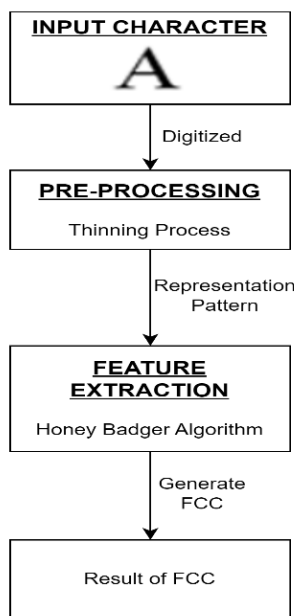 INPUT CHARACTER
A
Digitized
PRE-PROCESSING
Thinning Process
Representation
Pattern
FEATURE
EXTRACTION
Honey Badger Algorithm
Generate
FCC
Result of FCC